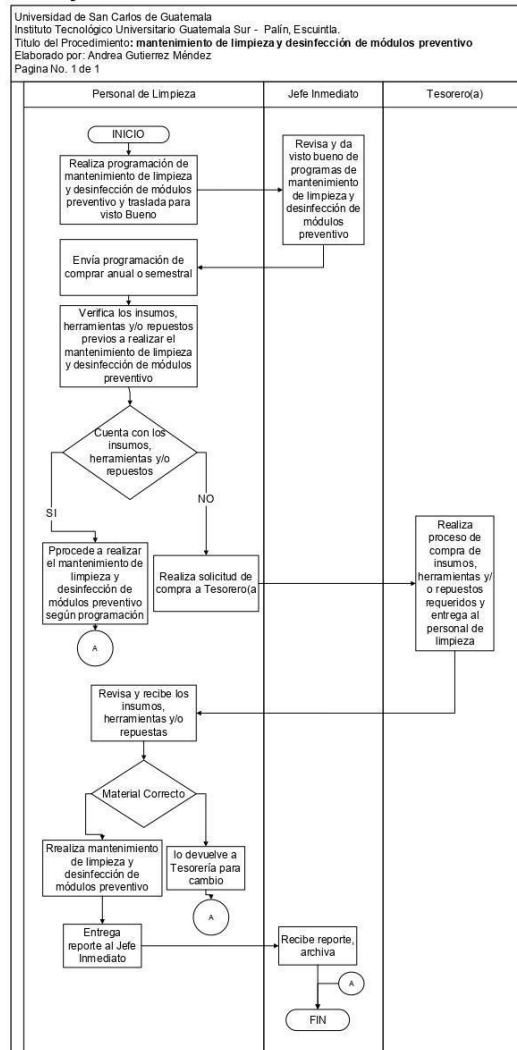 Universidad de San Carlos de Guatemala
Instituto Tecnológico Universitario Guatemala Sur - Palín, Escuintla.
Titulo del Procedimiento: mantenimiento de limpieza y desinfección de módulos preventivo
Elaborado por: Andrea Gutierrez Méndez
Pagina No. 1 de 1
Personal de Limpieza
Jefe Inmediato
Tesorero(a)
INICIO
Realiza programación de
mantenimiento de limpieza
y desinfección de módulos
preventivo y traslada para
visto Bueno
Revisa y da
visto bueno de
programas de
mantenimiento
de limpieza y
desinfección de
módulos
preventivo
Envía programación de
comprar anual o semestral
Verifica los insumos,
herramientas y/o repuestos
previos a realizar el
mantenimiento de limpieza
y desinfección de módulos
preventivo
Cuenta con los
insumos,
herramientas y/o
repuestos
SI
NO
Pprocede a realizar
el mantenimiento de
limpieza y
desinfección de
módulos preventivo
según programación
A
Realiza solicitud de
compra a Tesorero(a
Realiza
proceso de
compra de
insumos,
herramientas y/
o repuestos
requeridos y
entrega al
personal de
limpieza
Revisa y recibe los
insumos,
herramientas y/o
repuestas
Material Correcto
Rrealiza mantenimiento
de limpieza y
desinfección de
módulos preventivo
lo devuelve a
Tesorería para
cambio
A
Entrega
reporte al Jefe
Inmediato
Recibe reporte,
archiva
A
FIN